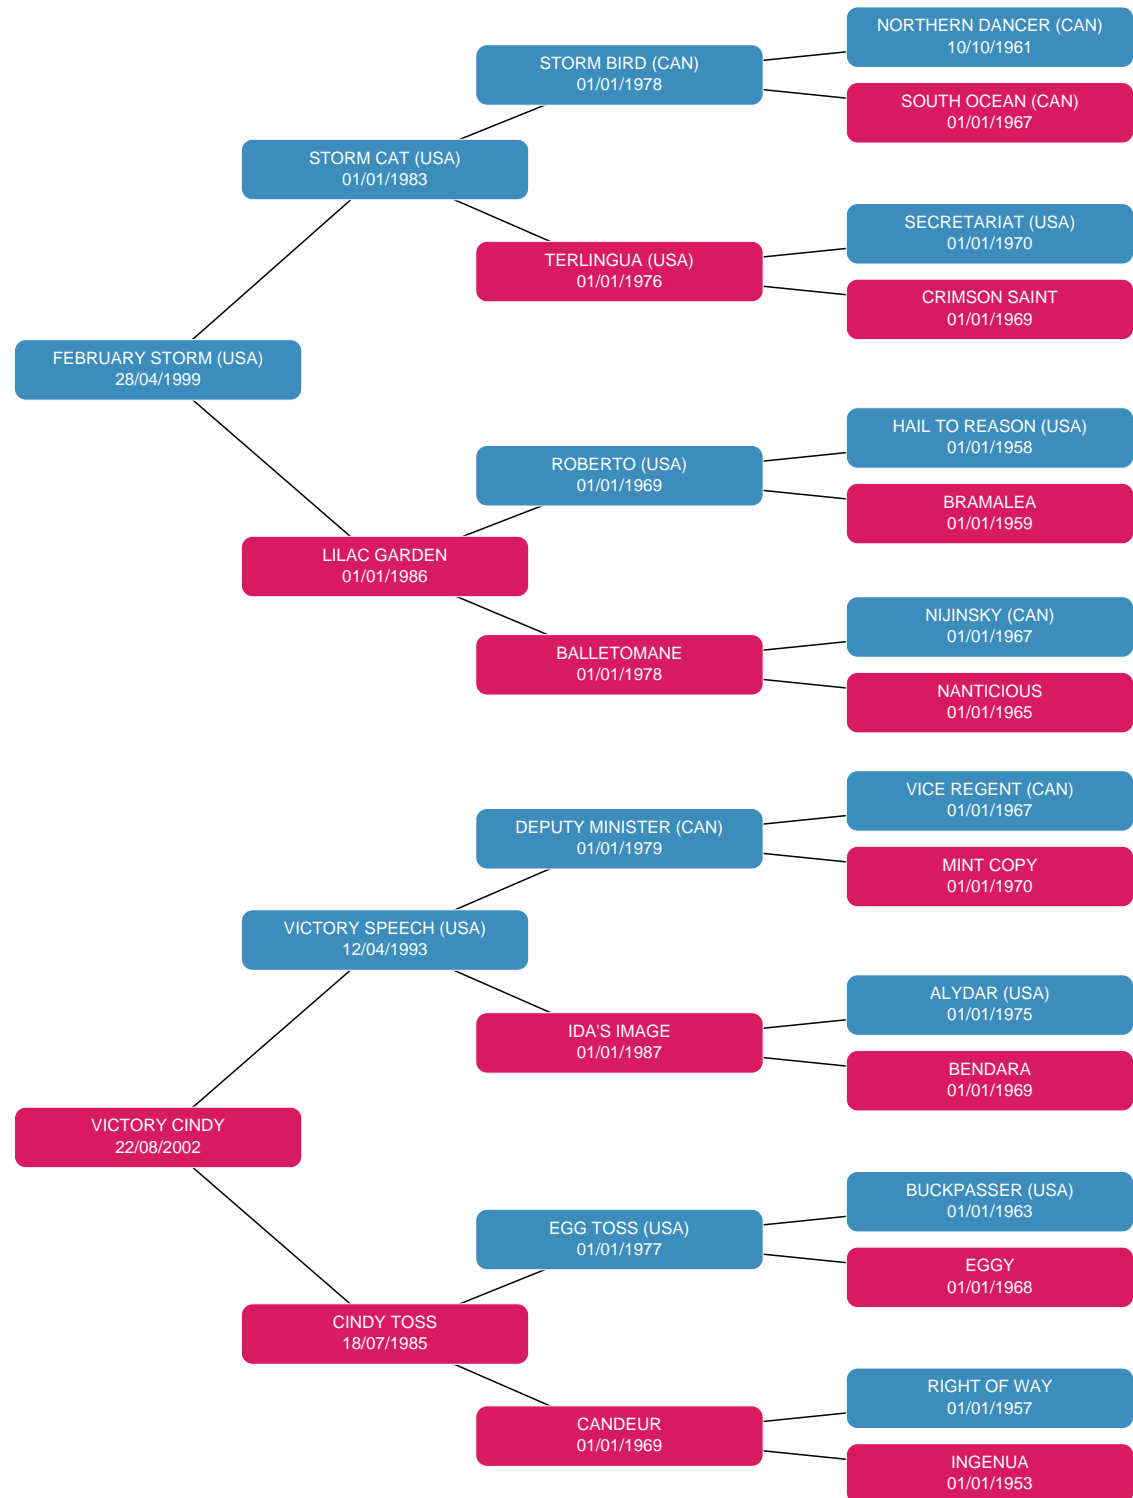 NORTHERN DANCER (CAN)
10/10/1961
STORM BIRD (CAN)
01/01/1978
SOUTH OCEAN (CAN)
01/01/1967
STORM CAT (USA)
01/01/1983
SECRETARIAT (USA)
01/01/1970
TERLINGUA (USA)
01/01/1976
CRIMSON SAINT
01/01/1969
FEBRUARY STORM (USA)
28/04/1999
HAIL TO REASON (USA)
01/01/1958
ROBERTO (USA)
01/01/1969
BRAMALEA
01/01/1959
LILAC GARDEN
01/01/1986
NIJINSKY (CAN)
01/01/1967
BALLETOMANE
01/01/1978
NANTICIOUS
01/01/1965
VICE REGENT (CAN)
01/01/1967
DEPUTY MINISTER (CAN)
01/01/1979
MINT COPY
01/01/1970
VICTORY SPEECH (USA)
12/04/1993
ALYDAR (USA)
01/01/1975
IDA'S IMAGE
01/01/1987
BENDARA
01/01/1969
VICTORY CINDY
22/08/2002
BUCKPASSER (USA)
01/01/1963
EGG TOSS (USA)
01/01/1977
EGGY
01/01/1968
CINDY TOSS
18/07/1985
RIGHT OF WAY
01/01/1957
CANDEUR
01/01/1969
INGENUA
01/01/1953